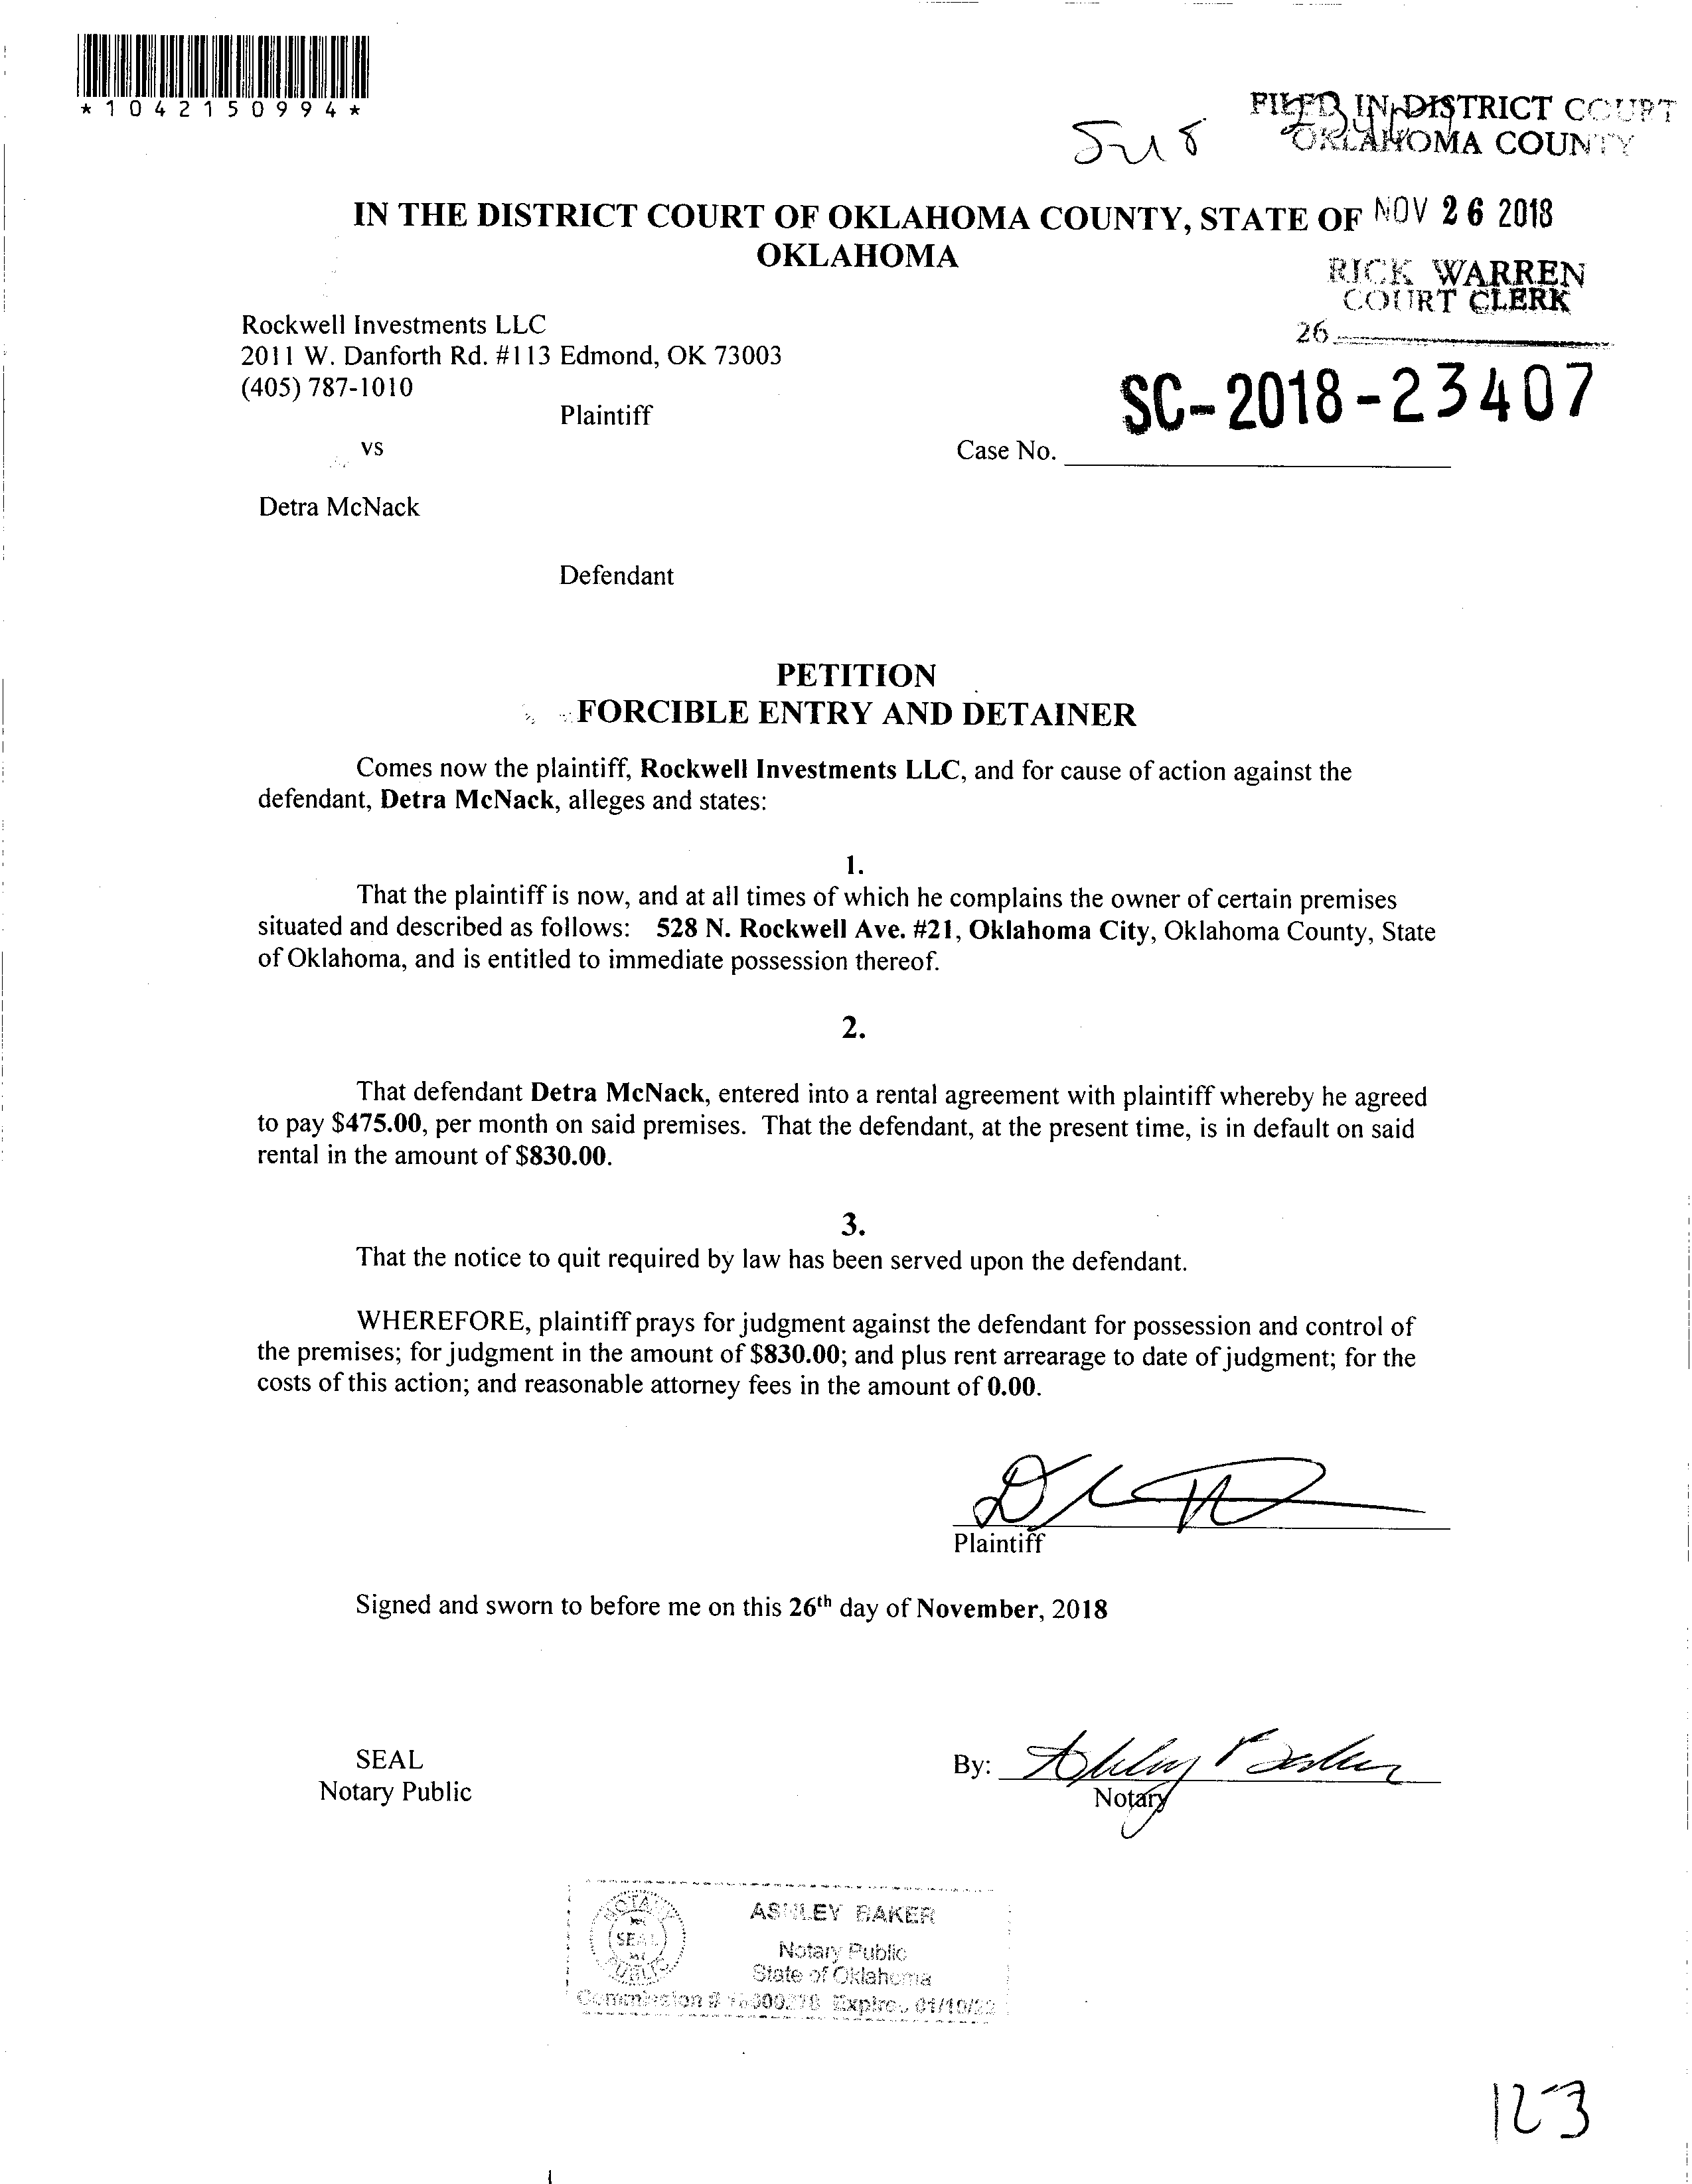 *1042150994*
FILED IN DISTRICT COURT
OKLAHOMA COUNTY
IN THE DISTRICT COURT OF OKLAHOMA COUNTY, STATE OF
OKLAHOMA
NOV 26 2018
RICK WARREN
COURT CLERK
26
Rockwell Investments LLC
2011 W. Danforth Rd. #113 Edmond, OK 73003
(405) 787-1010
Plaintiff
SC-2018-23407
vs
Case No.
Detra McNack
Defendant
PETITION
FORCIBLE ENTRY AND DETAINER
Comes now the plaintiff, Rockwell Investments LLC, and for cause of action against the
defendant, Detra McNack, alleges and states:
1.
That the plaintiff is now, and at all times of which he complains the owner of certain premises
situated and described as follows: 528 N. Rockwell Ave. #21, Oklahoma City, Oklahoma County, State
of Oklahoma, and is entitled to immediate possession thereof.
2.
That defendant Detra McNack, entered into a rental agreement with plaintiff whereby he agreed
to pay $475.00, per month on said premises. That the defendant, at the present time, is in default on said
rental in the amount of $830.00.
3.
That the notice to quit required by law has been served upon the defendant.
WHEREFORE, plaintiff prays for judgment against the defendant for possession and control of
the premises; for judgment in the amount of $830.00; and plus rent arrearage to date of judgment; for the
costs of this action; and reasonable attorney fees in the amount of 0.00.
Plaintiff
Signed and sworn to before me on this 26th day of November, 2018
SEAL
Notary Public
By: Ashley Baker
Notary
NOTARY
SEAL
PUBLIC
ASHLEY BAKER
Notary Public
State of Oklahoma
Commission # Expires
123